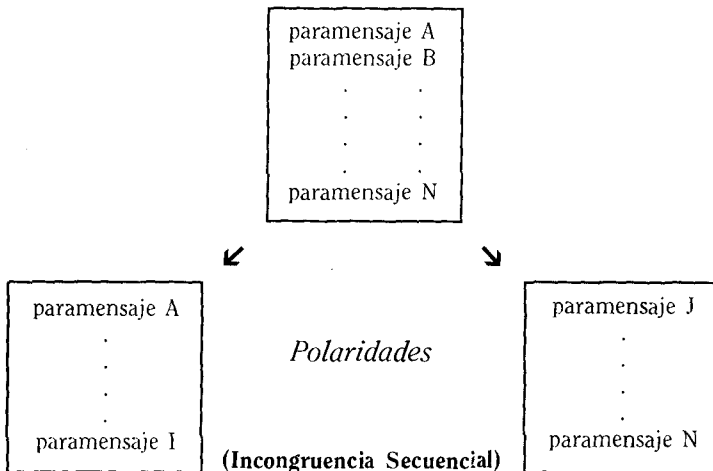 paramensaje A
paramensaje B
. .
. .
. .
. .
paramensaje N
paramensaje A
.
.
.
.
paramensaje I
Polaridades
(Incongruencia Secuencial)
paramensaje J
.
.
.
.
paramensaje N